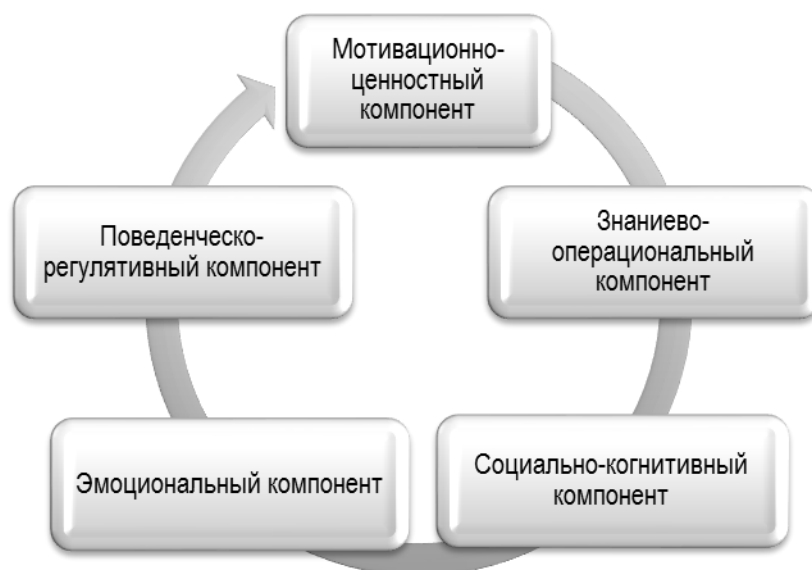 Мотивационно-
ценностный
компонент
Поведенческо-
регулятивный компонент
Знаниево-
операциональный
компонент
Эмоциональный компонент
Социально-когнитивный
компонент